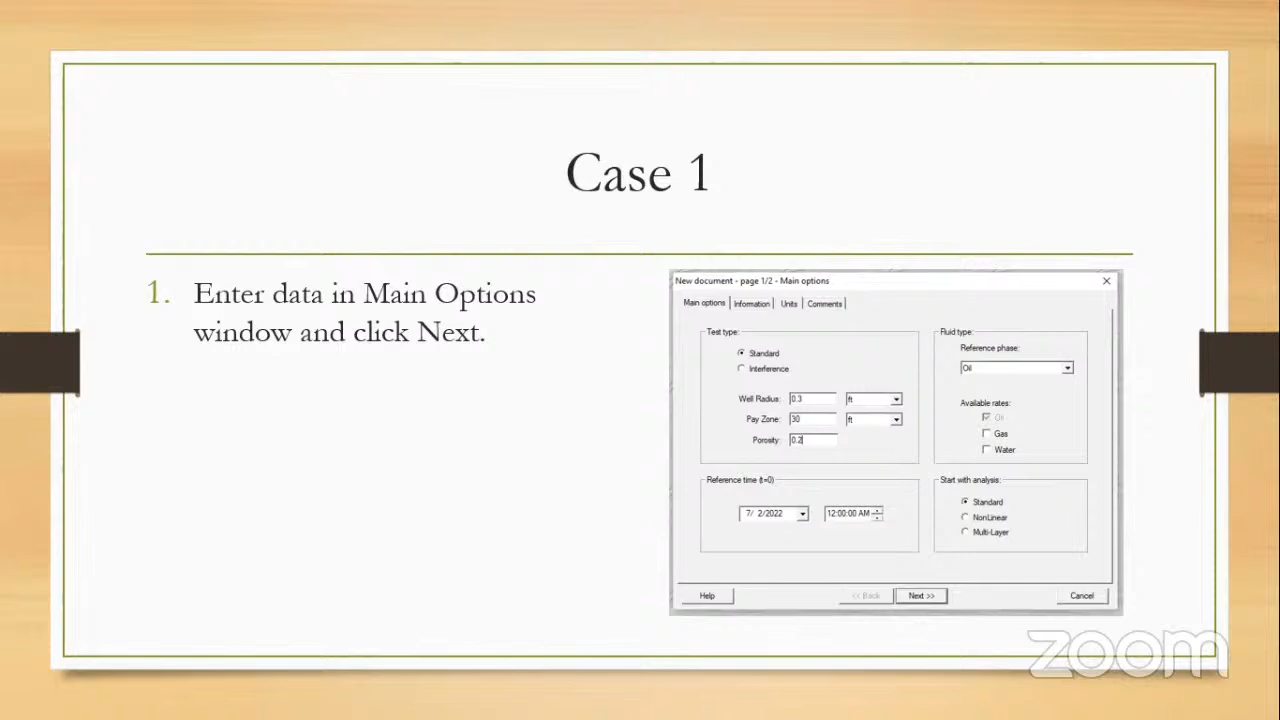 Case 1
1. Enter data in Main Options
window and click Next.
New document - page 1/2 - Main options
Main options Information Units Comments
Test type:
Standard
Interference
Well Radius: 0.3 ft
Pay Zone: 30 ft
Porosity: 0.2
Reference time (t=0)
7/ 2/2022 12:00:00 AM
Fluid type:
Reference phase:
Oil
Available rates:
Oil
Gas
Water
Start with analysis:
Standard
NonLinear
Multi-Layer
Help << Back Next >> Cancel
zoom